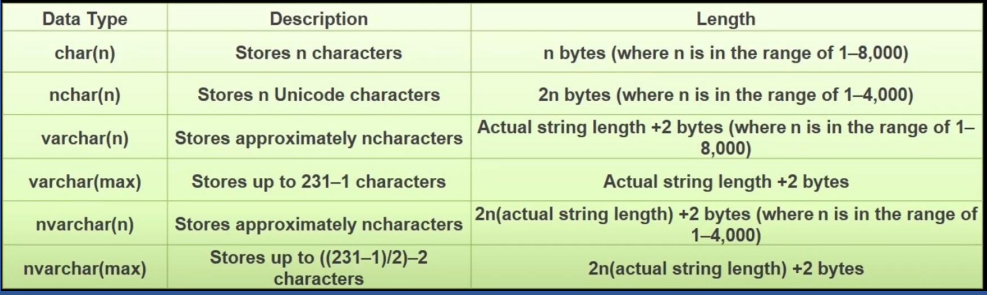 Data Type Description Length
char(n) Stores n characters n bytes (where n is in the range of 1–8,000)
nchar(n) Stores n Unicode characters 2n bytes (where n is in the range of 1–4,000)
varchar(n) Stores approximately ncharacters Actual string length +2 bytes (where n is in the range of 1–
8,000)
varchar(max) Stores up to 231–1 characters Actual string length +2 bytes
nvarchar(n) Stores approximately ncharacters 2n(actual string length) +2 bytes (where n is in the range of
1–4,000)
nvarchar(max) Stores up to ((231–1)/2)–2
characters 2n(actual string length) +2 bytes